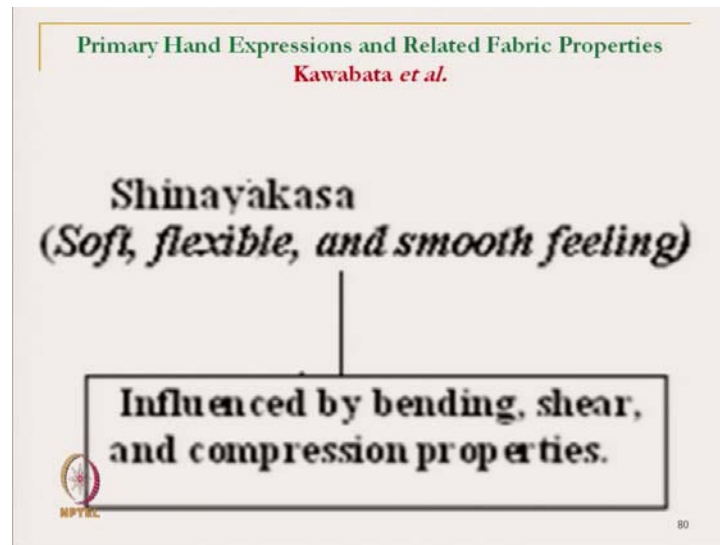 Primary Hand Expressions and Related Fabric Properties
Kawabata et al.
Shinayakasa
(Soft, flexible, and smooth feeling)
Influenced by bending, shear,
and compression properties.
NPTEL
80